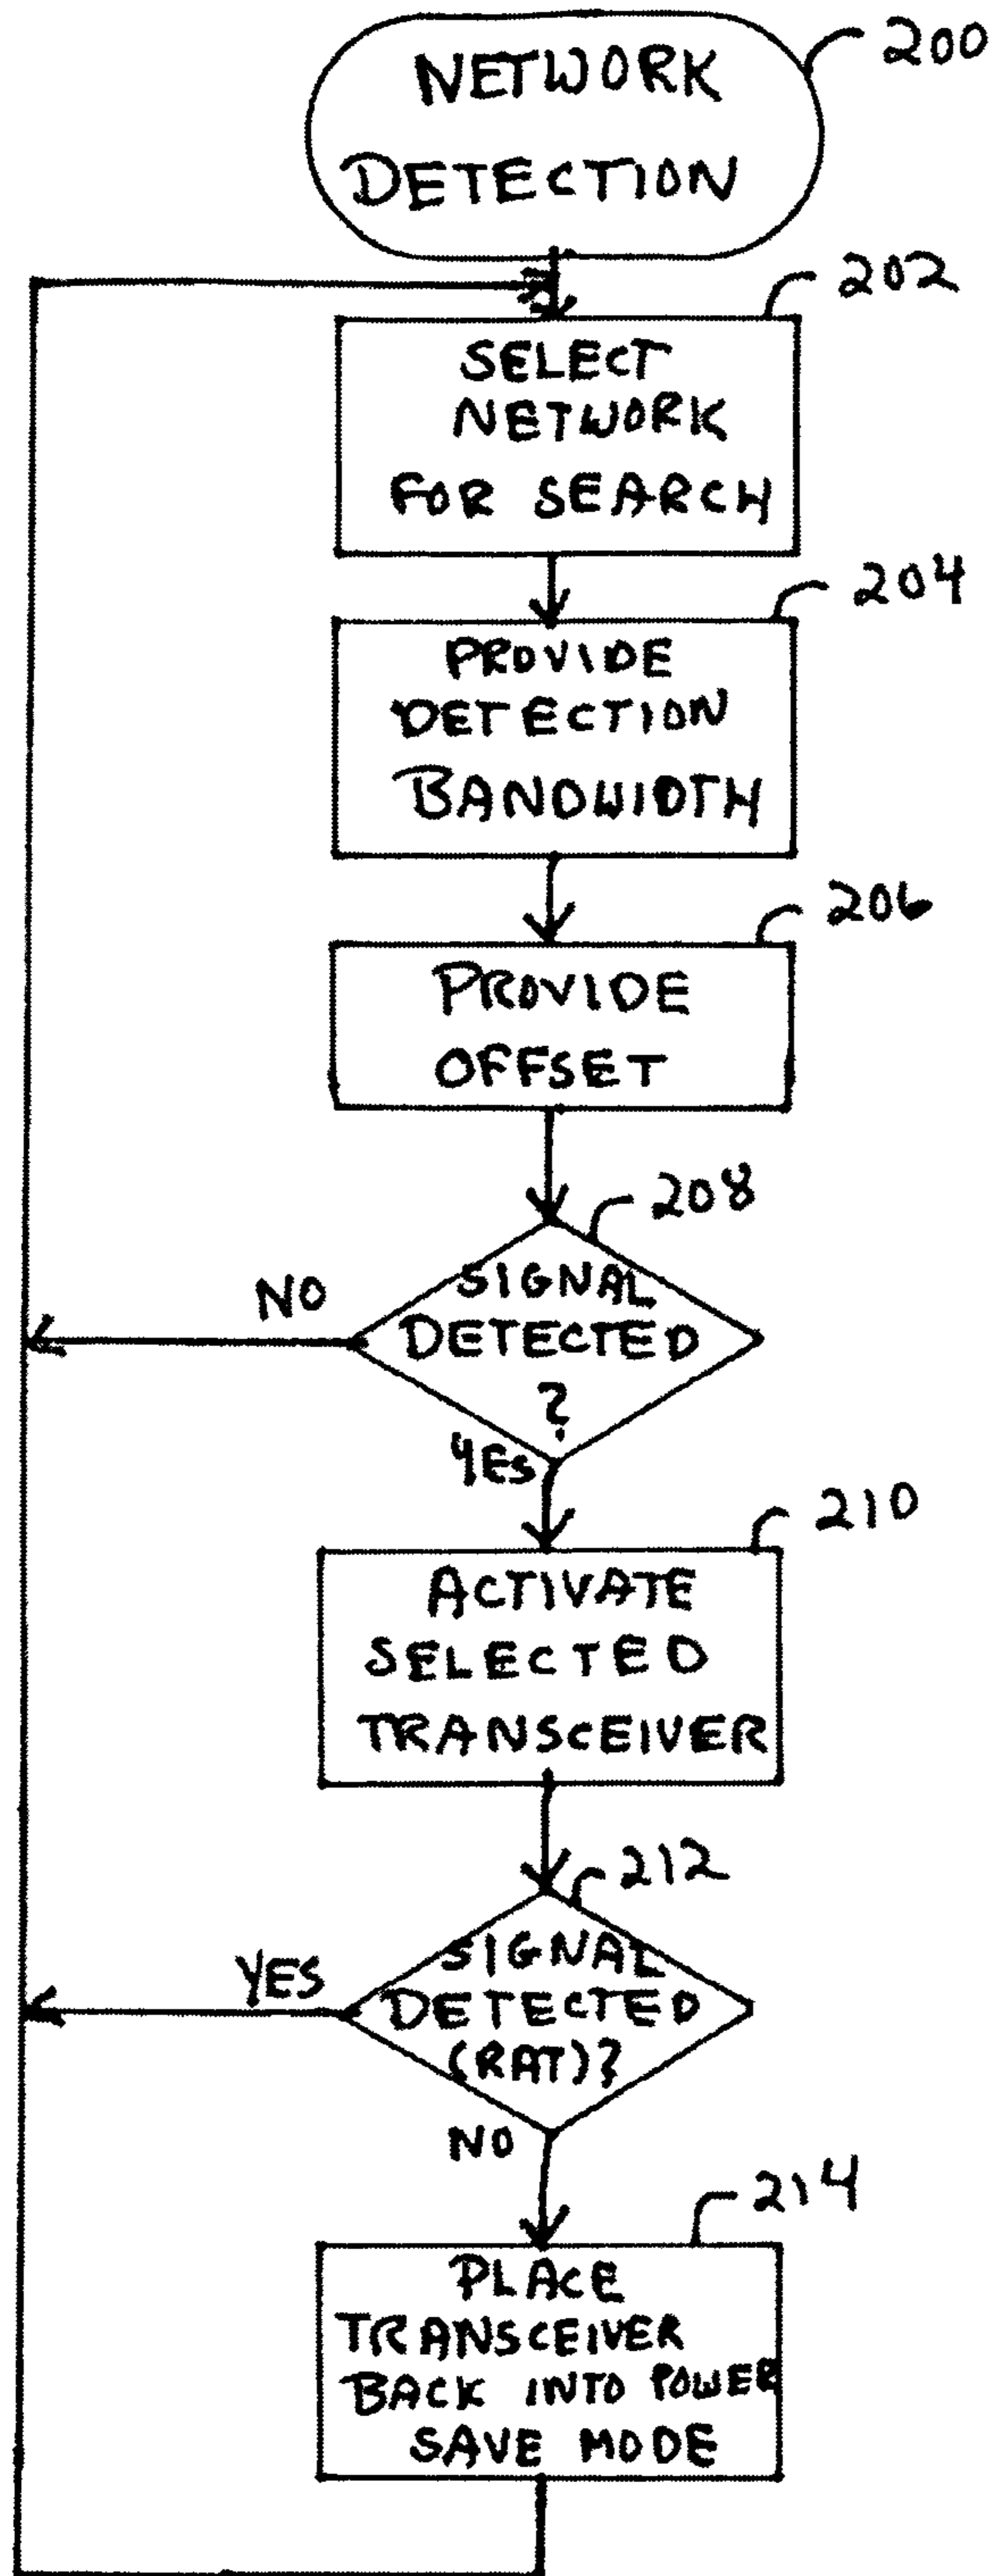 NETWORK
DETECTION
200
202
SELECT
NETWORK
FOR SEARCH
204
PROVIDE
DETECTION
BANDWIDTH
206
PROVIDE
OFFSET
208
SIGNAL
DETECTED
?
NO
YES
210
ACTIVATE
SELECTED
TRANSCEIVER
212
SIGNAL
DETECTED
(RAT)?
YES
NO
214
PLACE
TRANSCEIVER
BACK INTO POWER
SAVE MODE